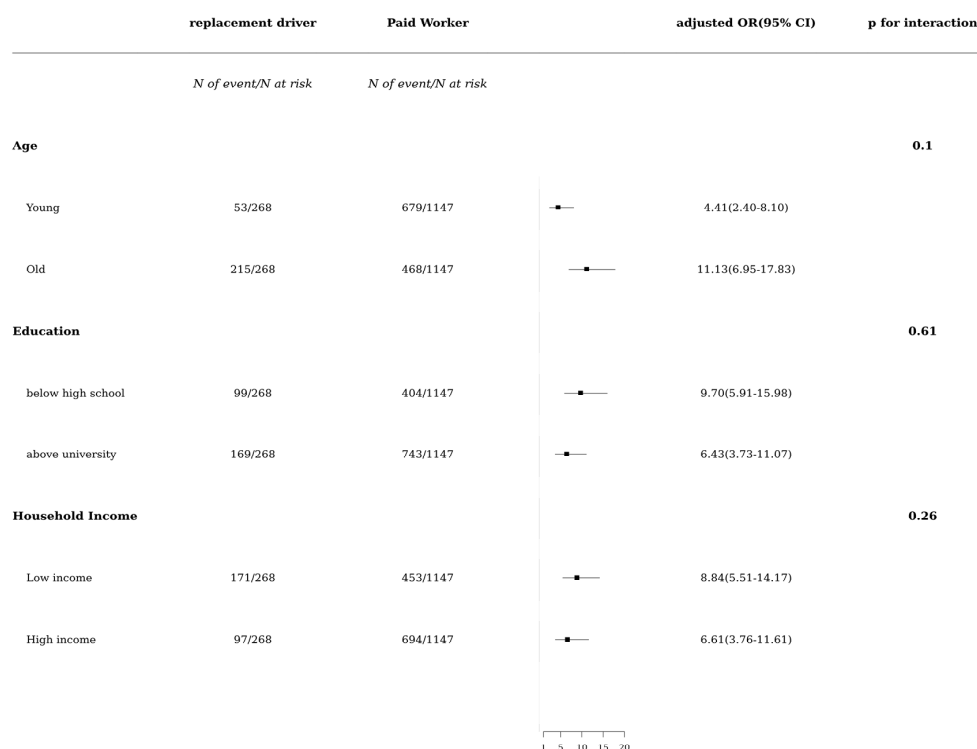 replacement driver Paid Worker adjusted OR(95% CI) p for interaction
N of event/N at risk N of event/N at risk
Age 0.1
Young 53/268 679/1147 4.41(2.40-8.10)
Old 215/268 468/1147 11.13(6.95-17.83)
Education 0.61
below high school 99/268 404/1147 9.70(5.91-15.98)
above university 169/268 743/1147 6.43(3.73-11.07)
Household Income 0.26
Low income 171/268 453/1147 8.84(5.51-14.17)
High income 97/268 694/1147 6.61(3.76-11.61)
1 5 10 15 20